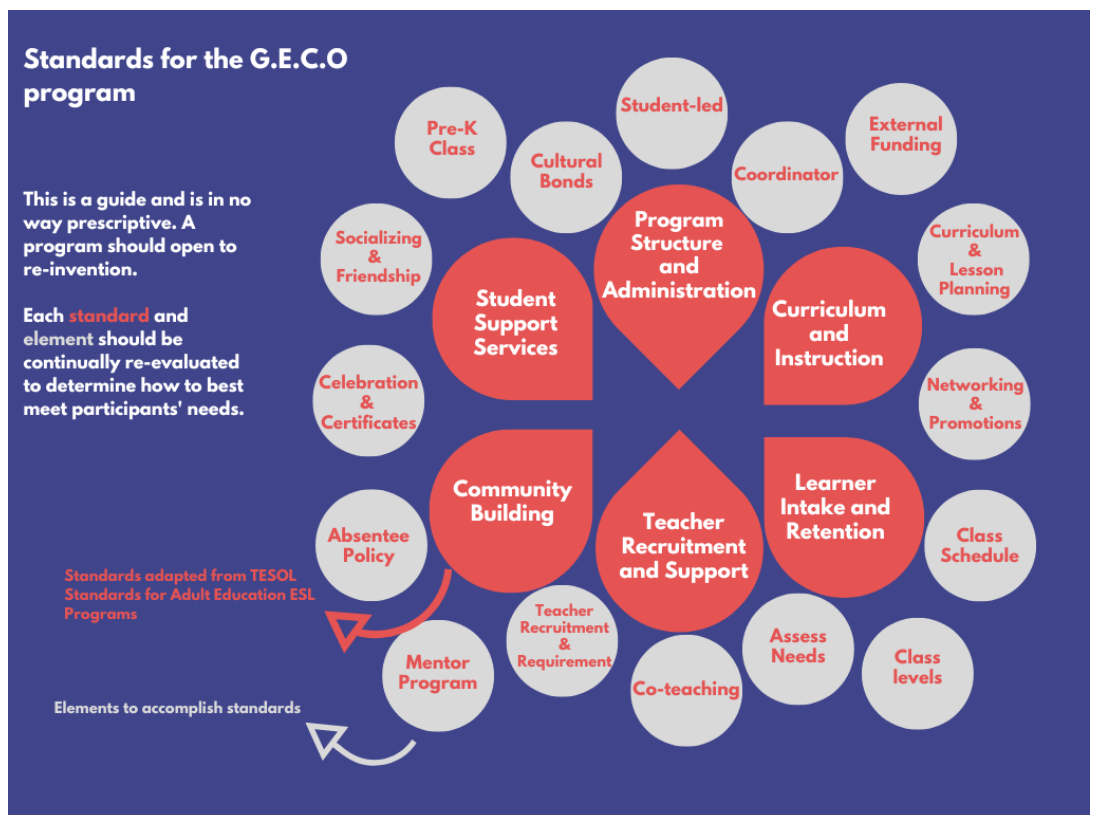 Standards for the G.E.C.O
program
This is a guide and is in no
way prescriptive. A
program should open to
re-invention.
Each standard and
element should be
continually re-evaluated
to determine how to best
meet participants' needs.
Student-led
Pre-K
Class
Cultural
Bonds
Coordinator
External
Funding
Socializing
&
Friendship
Curriculum
&
Lesson
Planning
Program
Structure
and
Administration
Student
Support
Services
Curriculum
and
Instruction
Celebration
&
Certificates
Networking
&
Promotions
Community
Building
Teacher
Recruitment
and Support
Learner
Intake and
Retention
Absentee
Policy
Class
Schedule
Standards adapted from TESOL
Standards for Adult Education ESL
Programs
Mentor
Program
Teacher
Recruitment
&
Requirement
Co-teaching
Assess
Needs
Class
levels
Elements to accomplish standards